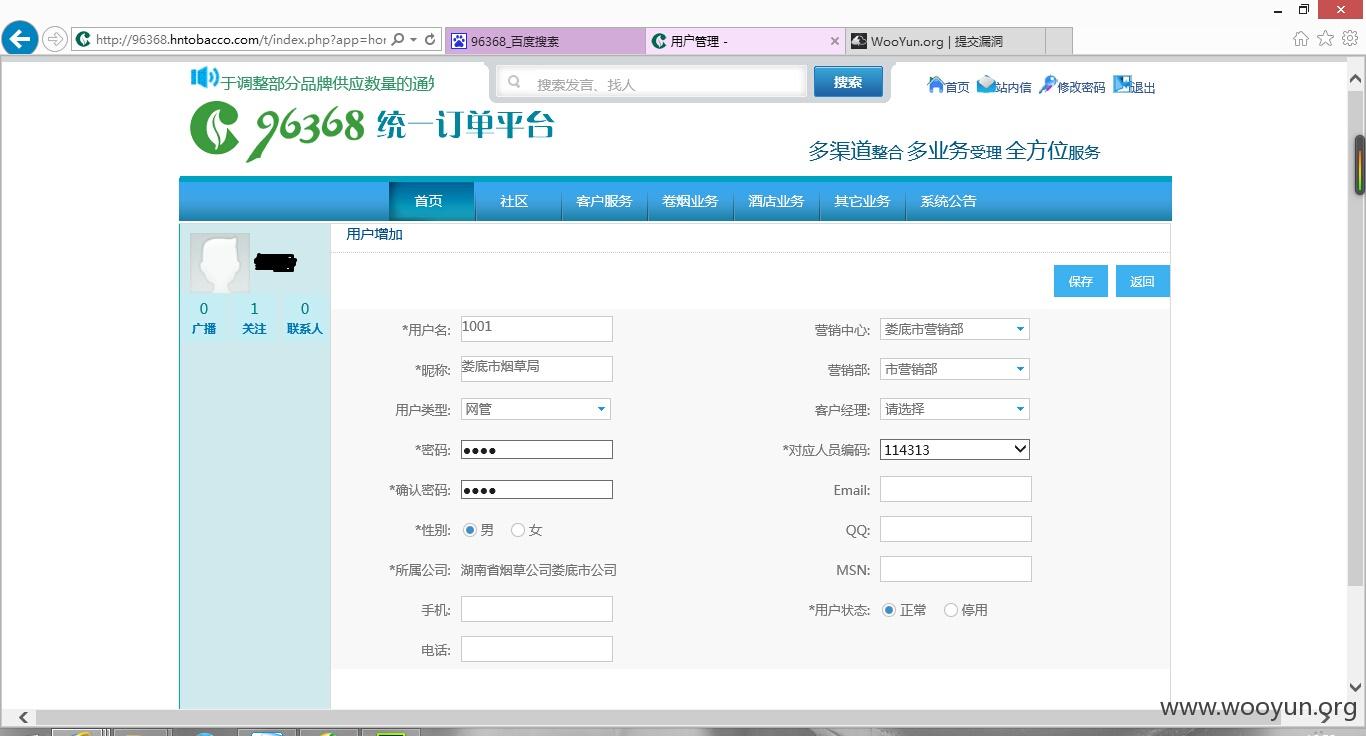 http://96368.hntobacco.com/t/index.php?app=hor
96368_百度搜索
用户管理 -
WooYun.org | 提交漏洞
于调整部分品牌供应数量的通知
搜索发言、找人
搜索
首页 站内信 修改密码 退出
96368 统一订单平台
多渠道整合 多业务受理 全方位服务
首页 社区 客户服务 卷烟业务 酒店业务 其它业务 系统公告
用户增加
0 1 0
广播 关注 联系人
保存 返回
*用户名: 1001 营销中心: 娄底市营销部
*昵称: 娄底市烟草局 营销部: 市营销部
用户类型: 网管 客户经理: 请选择
*密码: ●●●● *对应人员编码: 114313
*确认密码: ●●●● Email:
*性别: 男 女 QQ:
*所属公司: 湖南省烟草公司娄底市公司 MSN:
手机: *用户状态: 正常 停用
电话:
www.wooyun.org